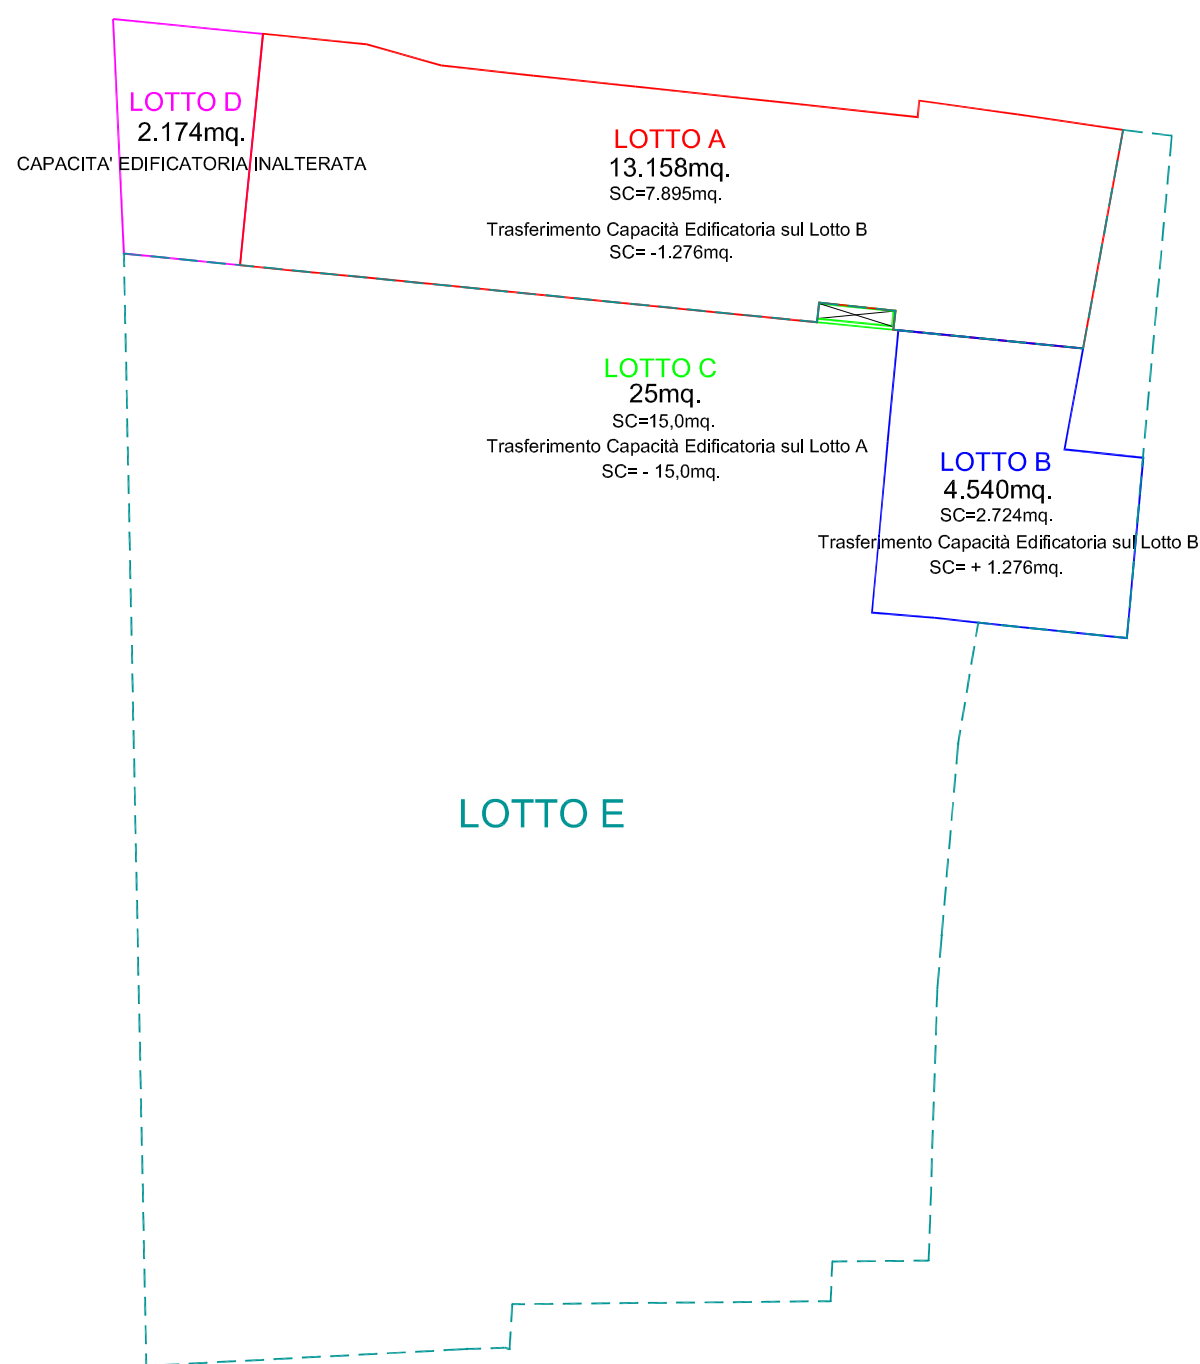 LOTTO D
2.174mq.
CAPACITA' EDIFICATORIA INALTERATA
LOTTO A
13.158mq.
SC=7.895mq.
Trasferimento Capacità Edificatoria sul Lotto B
SC= -1.276mq.
LOTTO C
25mq.
SC=15,0mq.
Trasferimento Capacità Edificatoria sul Lotto A
SC= - 15,0mq.
LOTTO B
4.540mq.
SC=2.724mq.
Trasferimento Capacità Edificatoria sul Lotto B
SC= + 1.276mq.
LOTTO E